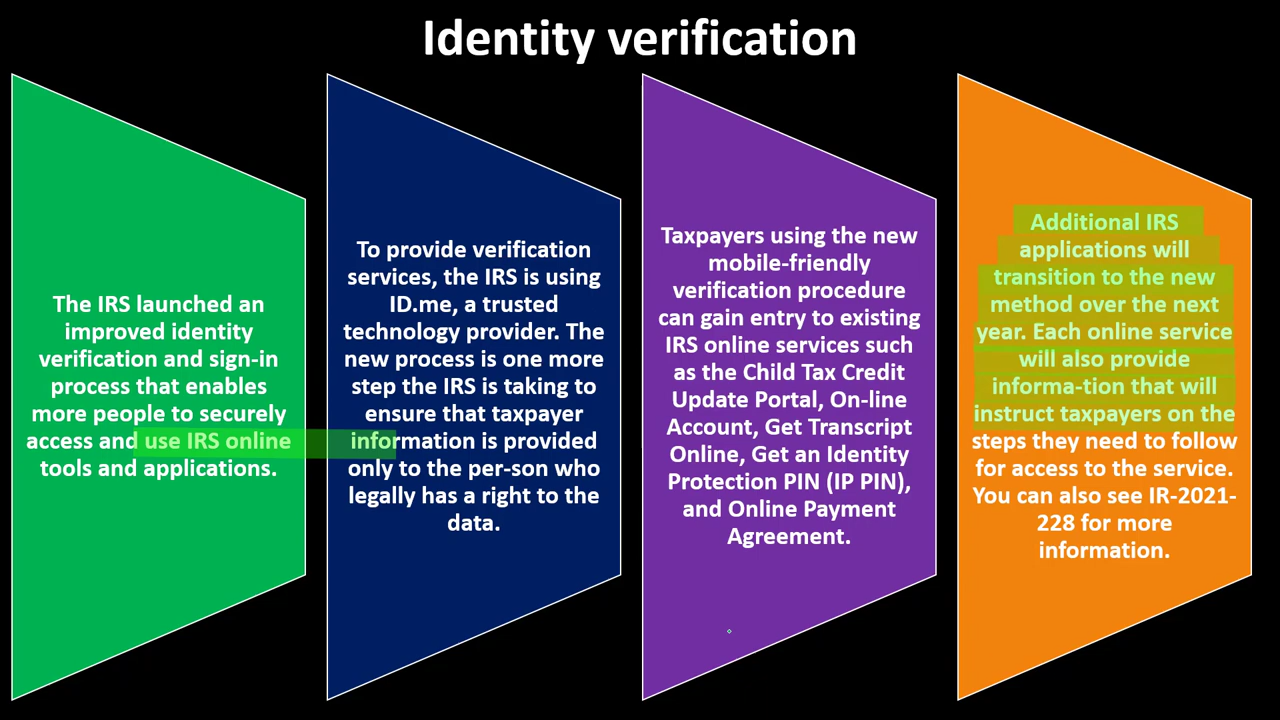 Identity verification
The IRS launched an
improved identity
verification and sign-in
process that enables
more people to securely
access and use IRS online
tools and applications.
To provide verification
services, the IRS is using
ID.me, a trusted
technology provider. The
new process is one more
step the IRS is taking to
ensure that taxpayer
information is provided
only to the per-son who
legally has a right to the
data.
Taxpayers using the new
mobile-friendly
verification procedure
can gain entry to existing
IRS online services such
as the Child Tax Credit
Update Portal, On-line
Account, Get Transcript
Online, Get an Identity
Protection PIN (IP PIN),
and Online Payment
Agreement.
Additional IRS
applications will
transition to the new
method over the next
year. Each online service
will also provide
informa-tion that will
instruct taxpayers on the
steps they need to follow
for access to the service.
You can also see IR-2021-
228 for more
information.